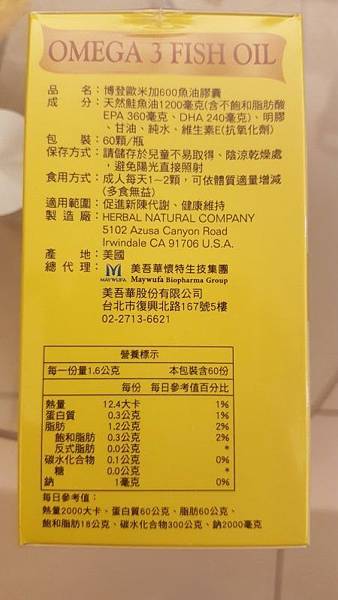 OMEGA 3 FISH OIL
品　　名：博登歐米加600魚油膠囊
成　　分：天然鮭魚油1200毫克(含不飽和脂肪酸
EPA 360毫克、DHA 240毫克)、明膠
、甘油、純水、維生素E(抗氧化劑)
包　　裝：60顆/瓶
保存方式：請儲存於兒童不易取得、陰涼乾燥處
，避免陽光直接照射
食用方式：成人每天1~2顆，可依體質適量增減
(多食無益)
適用範圍：促進新陳代謝、健康維持
製 造 廠：HERBAL NATURAL COMPANY
5102 Azusa Canyon Road
Irwindale CA 91706 U.S.A.
產　　地：美國
總 代 理：MAYWUFA 美吾華懷特生技集團
Maywufa Biopharma Group
美吾華股份有限公司
台北市復興北路167號5樓
02-2713-6621
營養標示
每一份量1.6公克 本包裝含60份
每份 每日參考值百分比
熱量 12.4大卡 1%
蛋白質 0.3公克 1%
脂肪 1.2公克 2%
飽和脂肪 0.3公克 2%
反式脂肪 0.0公克 *
碳水化合物 0.1公克 0%
糖 0.0公克 *
鈉 1毫克 0%
每日參考值：
熱量2000大卡、蛋白質60公克、脂肪60公克、
飽和脂肪18公克、碳水化合物300公克、鈉2000毫克